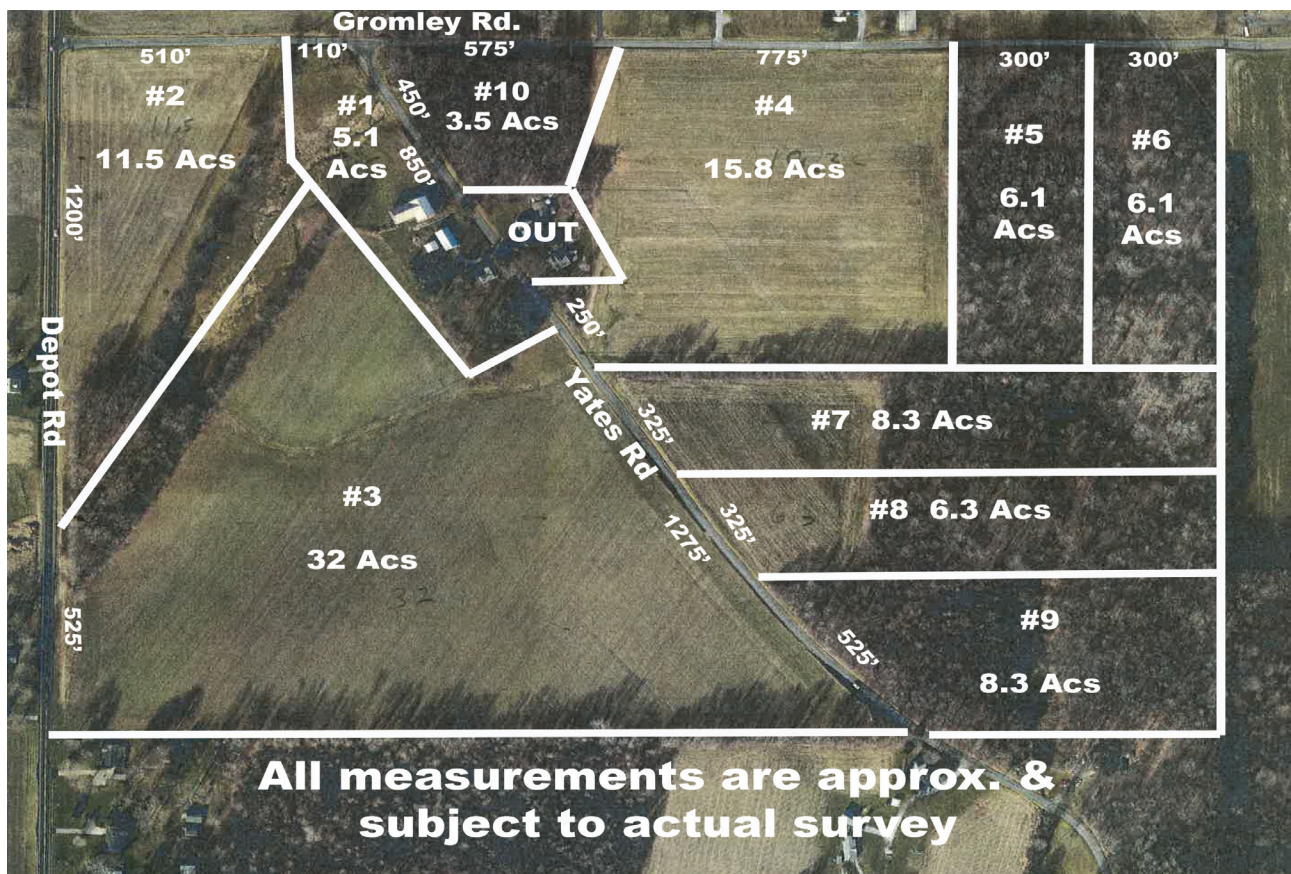 Gromley Rd.
510'
110'
575'
775'
300'
300'
#2
11.5 Acs
#1
5.1
Acs
450'
850'
#10
3.5 Acs
#4
15.8 Acs
#5
6.1
Acs
#6
6.1
Acs
1200'
OUT
250'
Depot Rd
Yates Rd
325'
#7 8.3 Acs
#3
32 Acs
32
325'
1275'
#8 6.3 Acs
525'
525'
#9
8.3 Acs
All measurements are approx. &
subject to actual survey